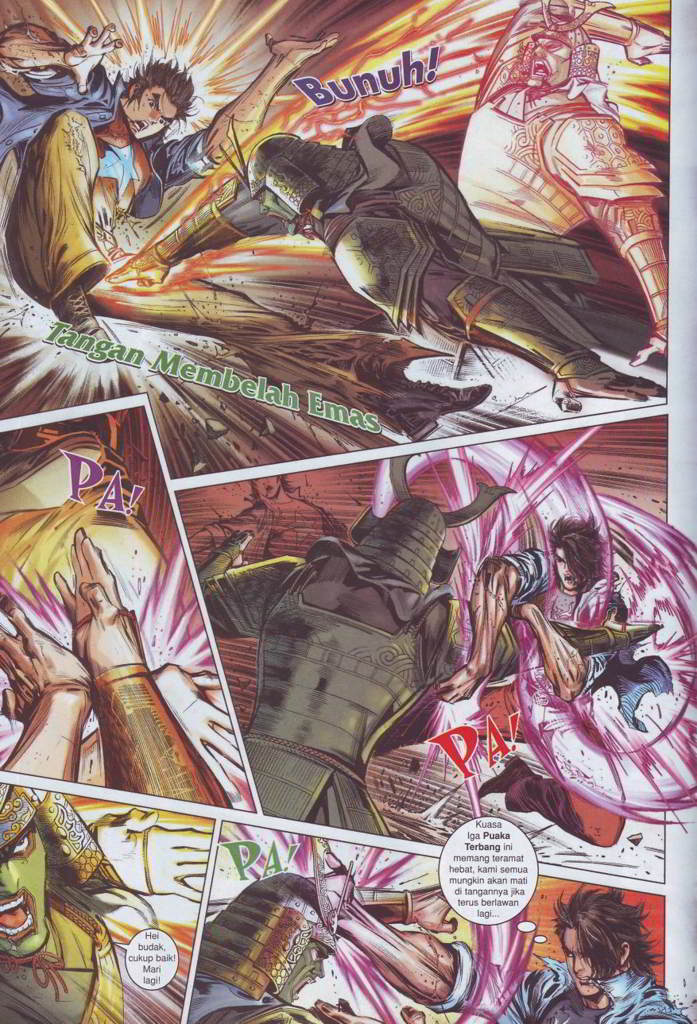 Bunuh!
Tangan Membelah Emas
PA!
PA!
Kuasa
Iga Puaka
Terbang ini
memang teramat
hebat, kami semua
mungkin akan mati
di tangannya jika
terus berlawan
lagi...
PA!
Hei
budak,
cukup baik!
Mari
lagi!